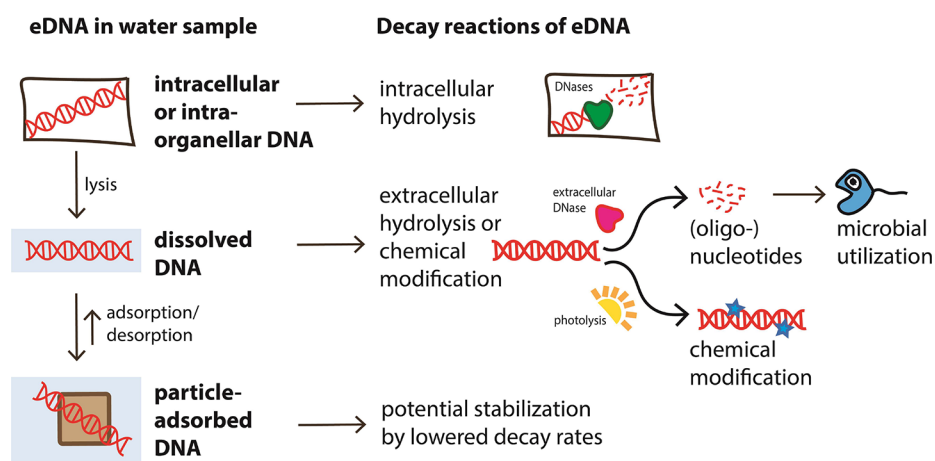 eDNA in water sample
Decay reactions of eDNA
intracellular
or intra-
organellar DNA
intracellular
hydrolysis
DNases
lysis
dissolved
DNA
extracellular
hydrolysis or
chemical
modification
extracellular
DNase
(oligo-)
nucleotides
microbial
utilization
photolysis
chemical
modification
adsorption/
desorption
particle-
adsorbed
DNA
potential stabilization
by lowered decay rates